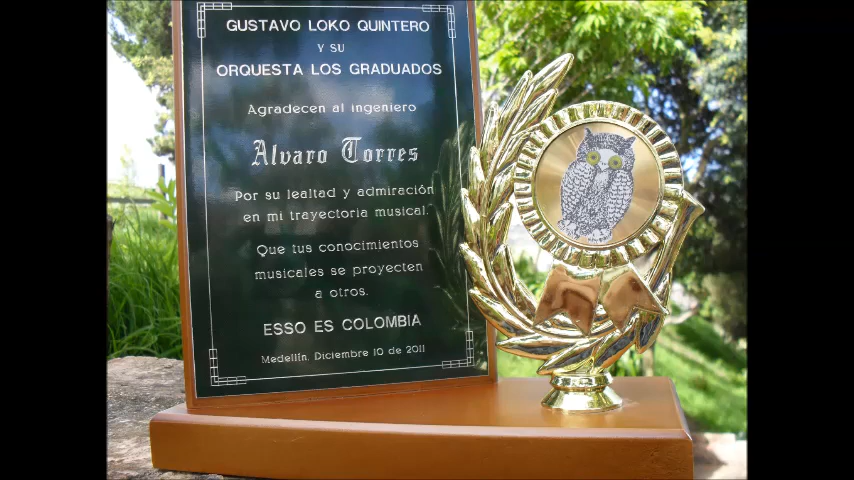 GUSTAVO LOKO QUINTERO
Y SU
ORQUESTA LOS GRADUADOS
Agradecen al ingeniero
Alvaro Torres
Por su lealtad y admiración
en mi trayectoria musical.
Que tus conocimientos
musicales se proyecten
a otros.
ESSO ES COLOMBIA
Medellín, Diciembre 10 de 2011